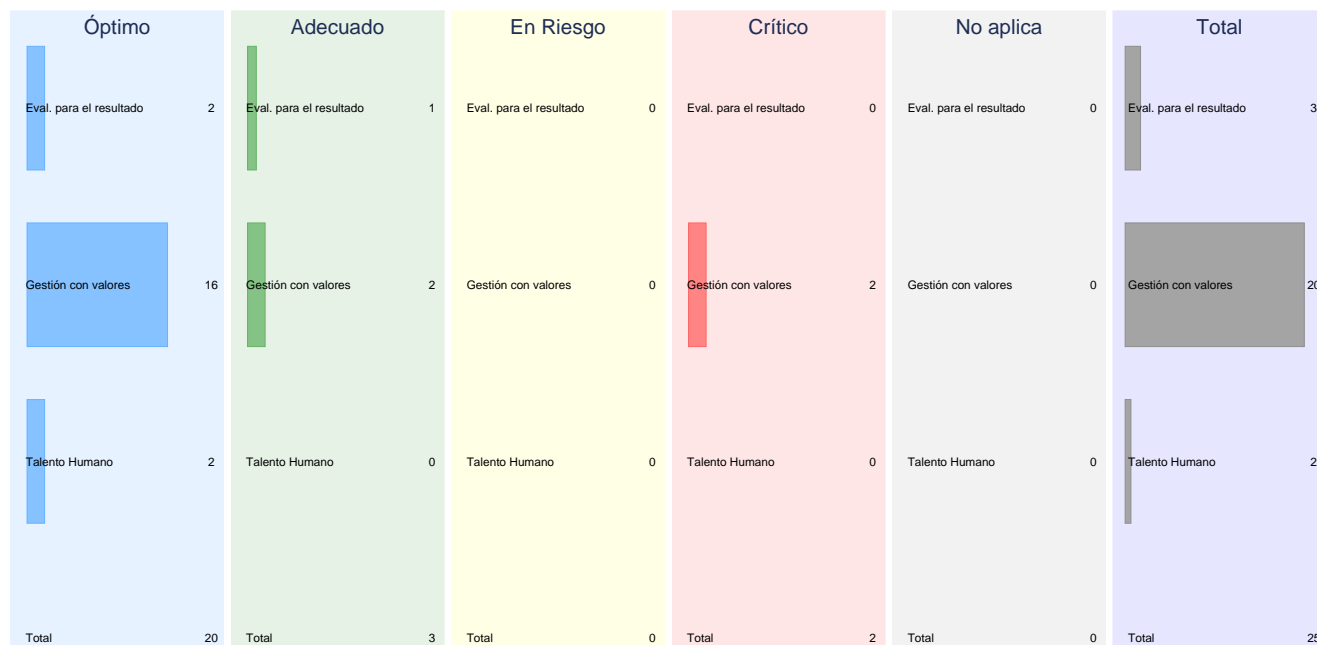 Óptimo Adecuado En Riesgo Crítico No aplica Total
Eval. para el resultado 2 Eval. para el resultado 1 Eval. para el resultado 0 Eval. para el resultado 0 Eval. para el resultado 0 Eval. para el resultado 3
Gestión con valores 16 Gestión con valores 2 Gestión con valores 0 Gestión con valores 2 Gestión con valores 0 Gestión con valores 20
Talento Humano 2 Talento Humano 0 Talento Humano 0 Talento Humano 0 Talento Humano 0 Talento Humano 2
Total 20 Total 3 Total 0 Total 2 Total 0 Total 25